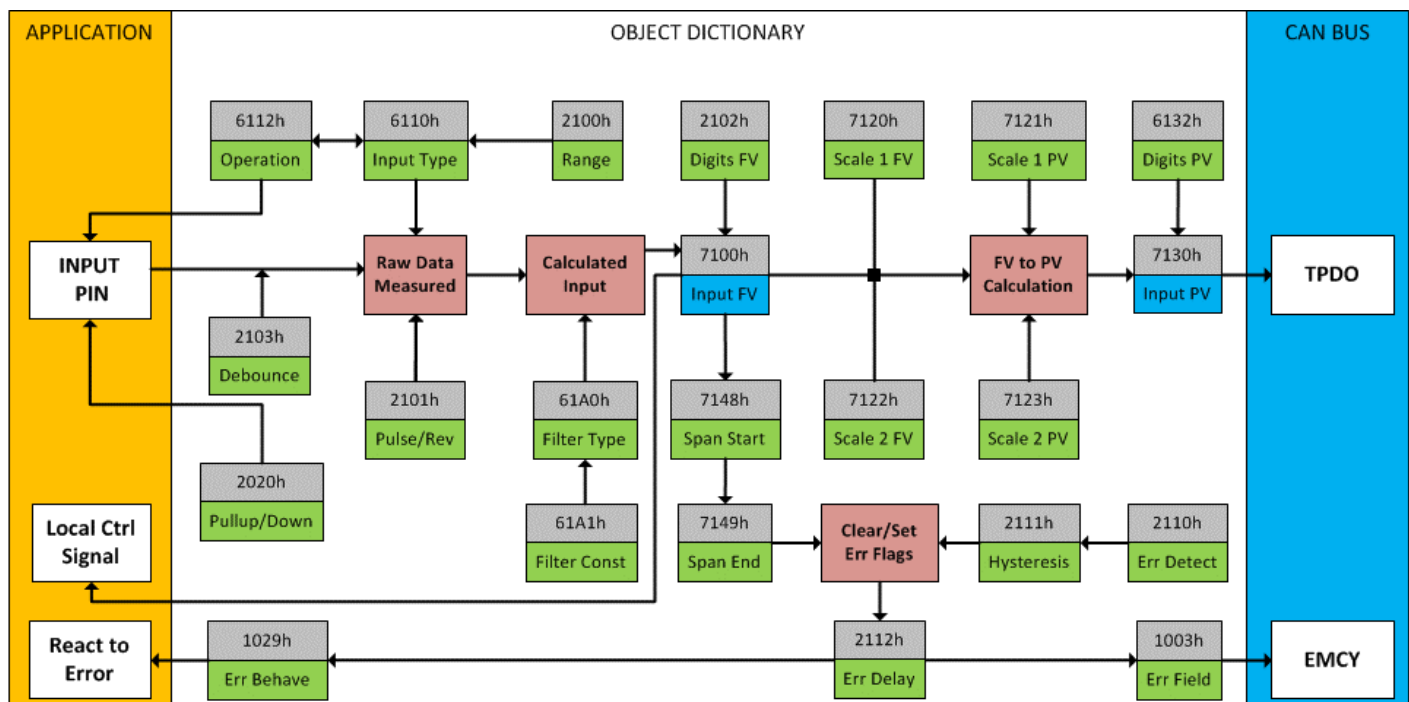 APPLICATION
OBJECT DICTIONARY
CAN BUS
6112h
Operation
6110h
Input Type
2100h
Range
2102h
Digits FV
7120h
Scale 1 FV
7121h
Scale 1 PV
6132h
Digits PV
INPUT
PIN
Raw Data
Measured
Calculated
Input
7100h
Input FV
FV to PV
Calculation
7130h
Input PV
TPDO
2103h
Debounce
2101h
Pulse/Rev
61A0h
Filter Type
7148h
Span Start
7122h
Scale 2 FV
7123h
Scale 2 PV
2020h
Pullup/Down
Local Ctrl
Signal
61A1h
Filter Const
7149h
Span End
Clear/Set
Err Flags
2111h
Hysteresis
2110h
Err Detect
React to
Error
1029h
Err Behave
2112h
Err Delay
1003h
Err Field
EMCY